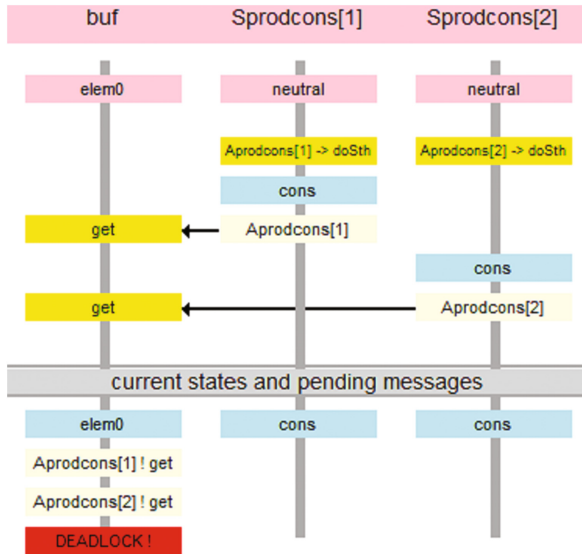 buf Sprodcons[1] Sprodcons[2]
elem0 neutral neutral
Aprodcons[1] -> doSth Aprodcons[2] -> doSth
cons
get Aprodcons[1]
cons
get Aprodcons[2]
current states and pending messages
elem0 cons cons
Aprodcons[1] ! get
Aprodcons[2] ! get
DEADLOCK !